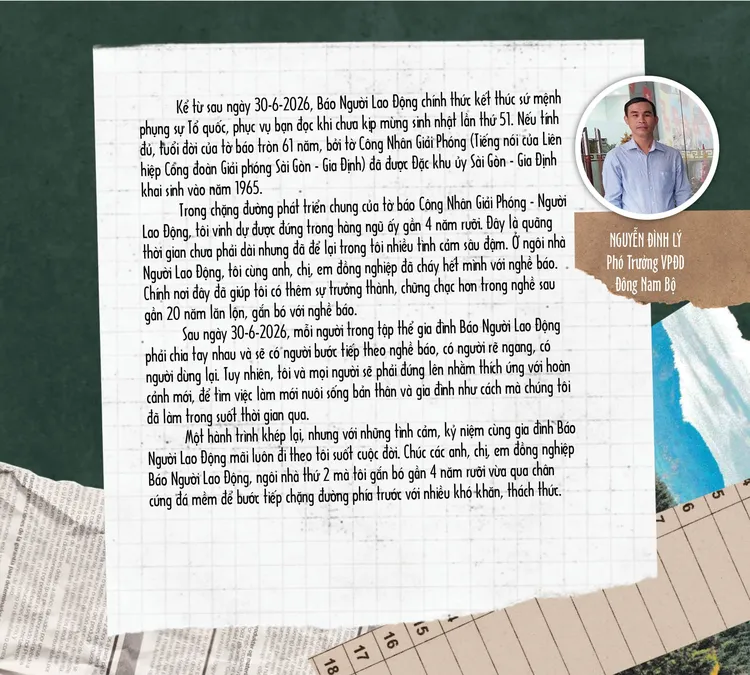 Kể từ sau ngày 30-6-2026, Báo Người Lao Động chính thức kết thúc sứ mệnh
phụng sự Tổ quốc, phục vụ bạn đọc khi chưa kịp mừng sinh nhật lần thứ 51. Nếu tính
đủ, tuổi đời của tờ báo tròn 61 năm, bởi tờ Công Nhân Giải Phóng (Tiếng nói của Liên
hiệp Công đoàn Giải phóng Sài Gòn - Gia Định) đã được Đặc khu ủy Sài Gòn - Gia Định
khai sinh vào năm 1965.
Trong chặng đường phát triển chung của tờ báo Công Nhân Giải Phóng - Người
Lao Động, tôi vinh dự được đứng trong hàng ngũ ấy gần 4 năm rưỡi. Đây là quãng
thời gian chưa phải dài nhưng đã để lại trong tôi nhiều tình cảm sâu đậm. Ở ngôi nhà
Người Lao Động, tôi cùng anh, chị, em đồng nghiệp đã cháy hết mình với nghề báo.
Chính nơi đây đã giúp tôi có thêm sự trưởng thành, chững chạc hơn trong nghề sau
gần 20 năm lăn lộn, gắn bó với nghề báo.
Sau ngày 30-6-2026, mỗi người trong tập thể gia đình Báo Người Lao Động
phải chia tay nhau và sẽ có người bước tiếp theo nghề báo, có người rẽ ngang, có
người dừng lại. Tuy nhiên, tôi và mọi người sẽ phải đứng lên nhằm thích ứng với hoàn
cảnh mới, để tìm việc làm mới nuôi sống bản thân và gia đình như cách mà chúng tôi
đã làm trong suốt thời gian qua.
Một hành trình khép lại, nhưng với những tình cảm, kỷ niệm cùng gia đình Báo
Người Lao Động mãi luôn đi theo tôi suốt cuộc đời. Chúc các anh, chị, em đồng nghiệp
Báo Người Lao Động, ngôi nhà thứ 2 mà tôi gắn bó gần 4 năm rưỡi vừa qua chân
cứng đá mềm để bước tiếp chặng đường phía trước với nhiều khó khăn, thách thức.
NGUYỄN ĐÌNH LÝ
Phó Trưởng VPĐD
Đông Nam Bộ
18
17
16
15
5
4